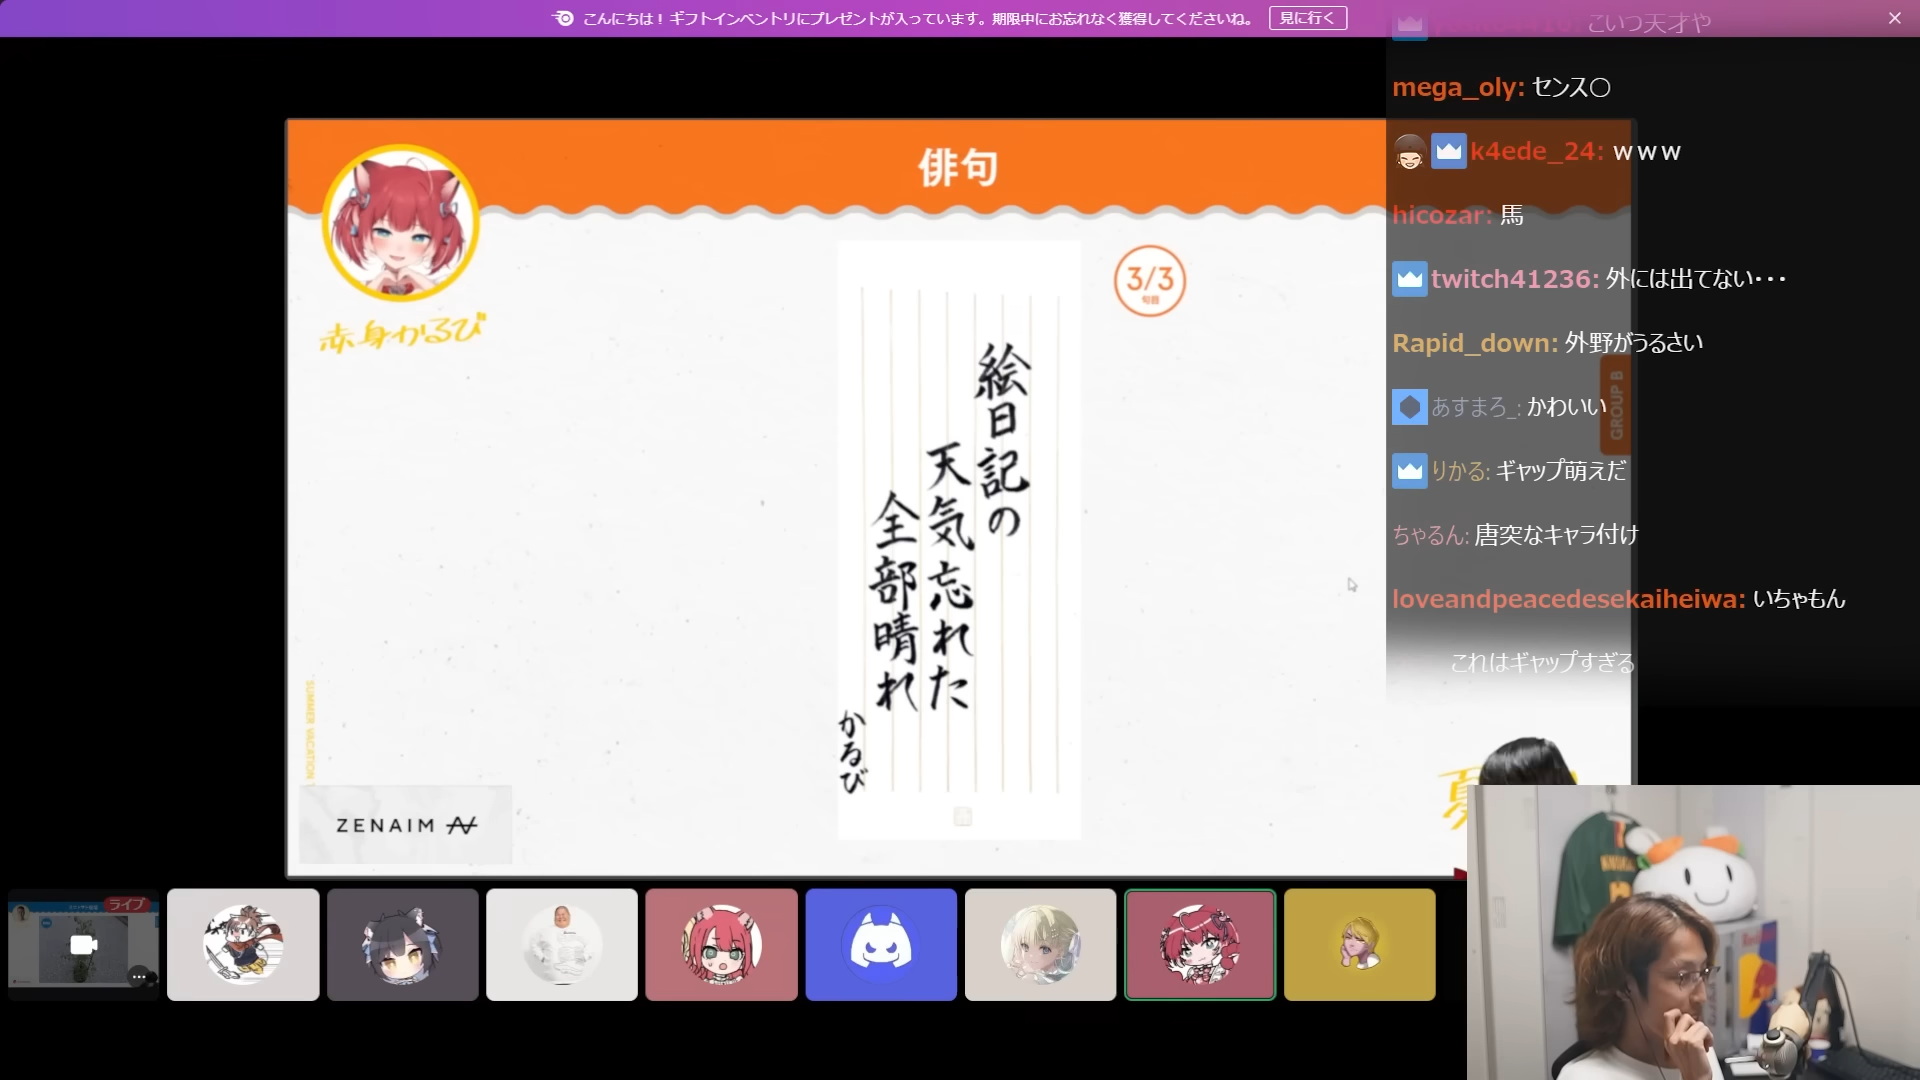 こんにちは！ギフトインベントリにプレゼントが入っています。期限中にお忘れなく獲得してくださいね。
見に行く
こいつ天才や
mega_oly: センス〇
k4ede_24: ｗｗｗ
hicozar: 馬
twitch41236: 外には出てない・・・
Rapid_down: 外野がうるさい
あすまろ_: かわいい
りかる: ギャップ萌えだ
ちゃるん: 唐突なキャラ付け
loveandpeacedesekaiheiwa: いちゃもん
これはギャップすぎる
俳句
赤身かるび
3/3
句目
絵日記の
天気忘れた
全部晴れ
かるび
GROUP B
SUMMER VACATION
ZENAIM
夏
ライブ